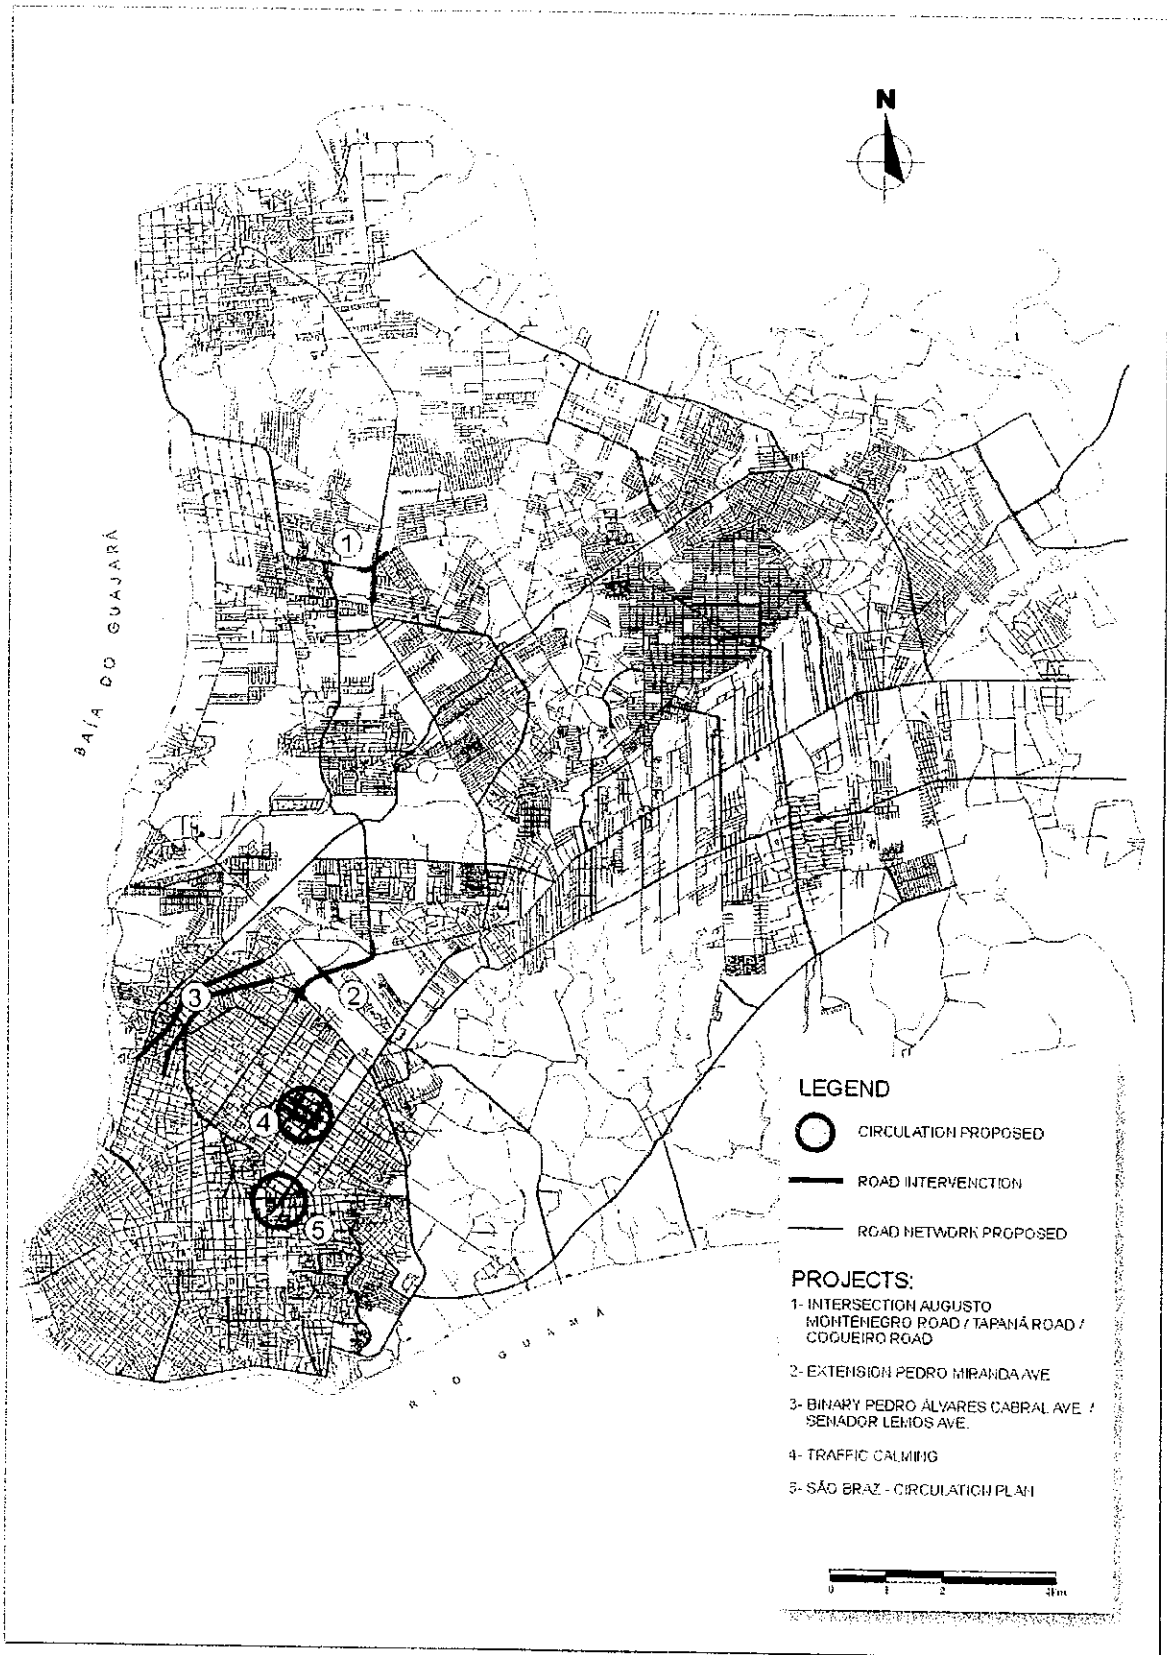 N
BAÍA DO GUAJARÁ
1
2
3
4
5
RIO GUAMÁ
LEGEND
CIRCULATION PROPOSED
ROAD INTERVENCTION
ROAD NETWORK PROPOSED
PROJECTS:
1- INTERSECTION AUGUSTO
MONTENEGRO ROAD / TAPANÃ ROAD /
COQUEIRO ROAD
2- EXTENSION PEDRO MIRANDA AVE
3- BINARY PEDRO ÁLVARES CABRAL AVE. /
SENADOR LEMOS AVE.
4- TRAFFIC CALMING
5- SÃO BRAZ - CIRCULATION PLAN
0 1 2 4Km